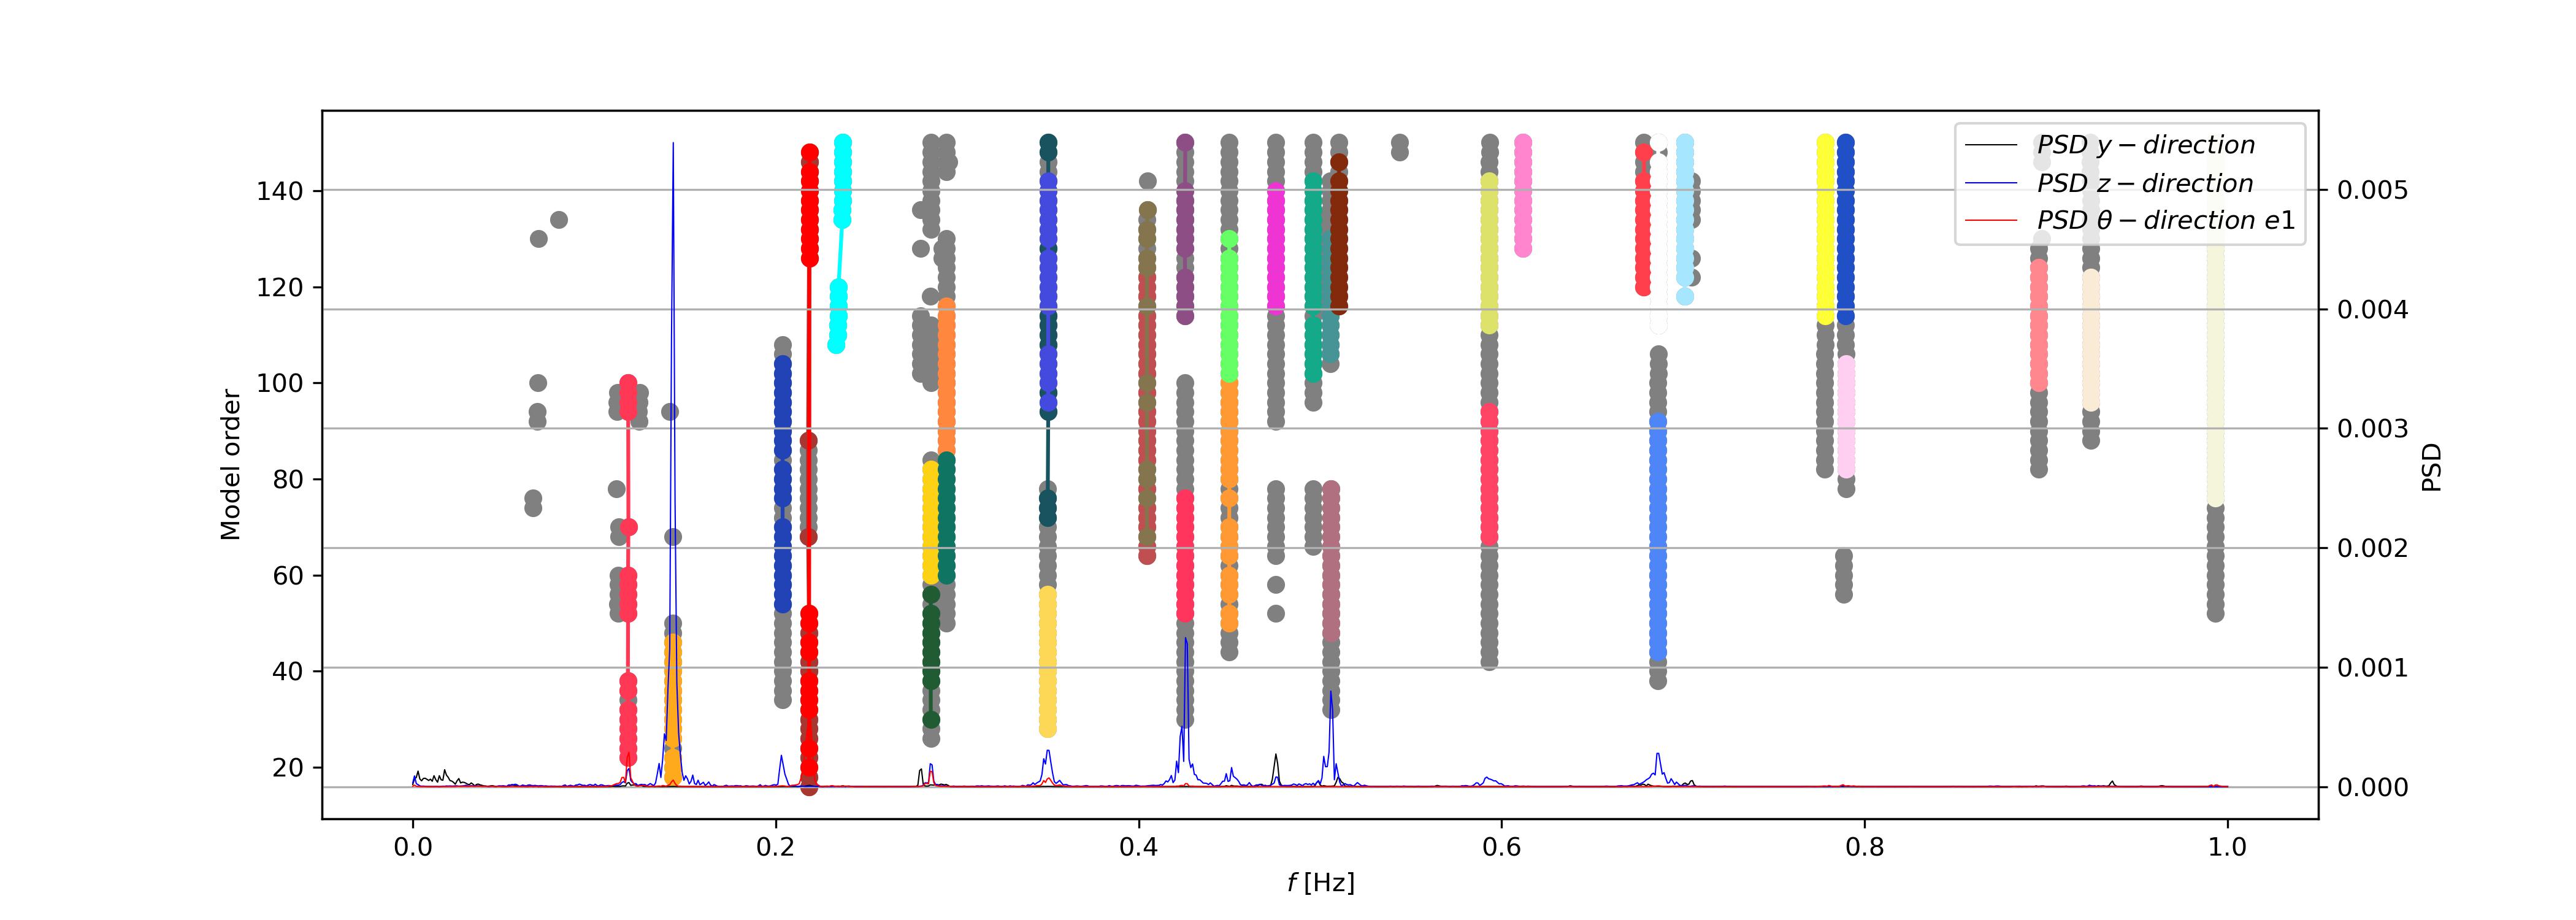 PSD y − direction
PSD z − direction
PSD θ − direction e1
140
120
100
80
60
40
20
Model order
0.005
0.004
0.003
0.002
0.001
0.000
PSD
0.0 0.2 0.4 0.6 0.8 1.0
f [Hz]